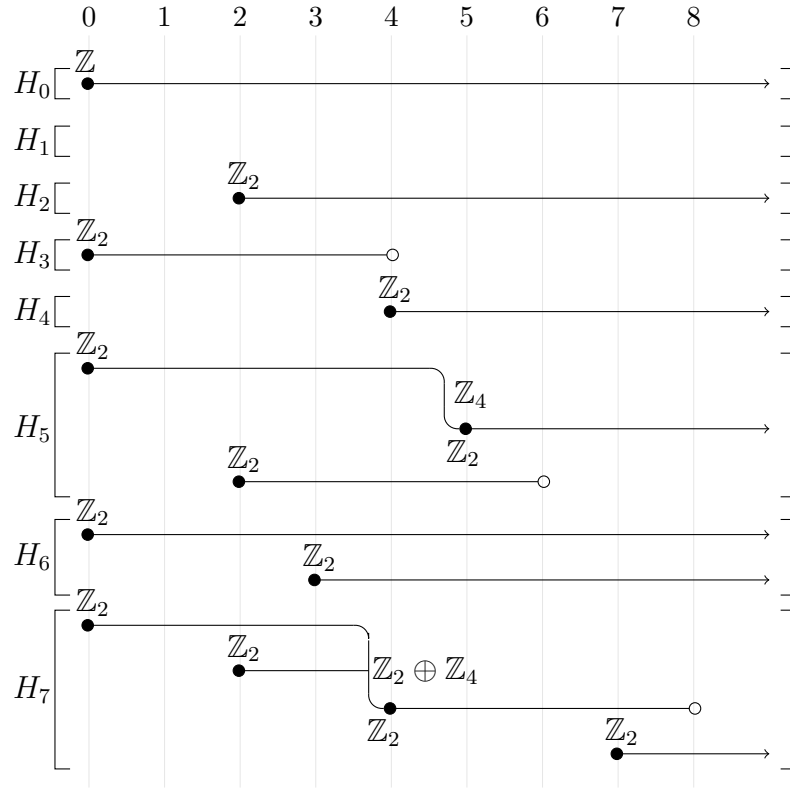 0 1 2 3 4 5 6 7 8
ℤ
H₀
H₁
ℤ₂
H₂
ℤ₂
H₃
ℤ₂
H₄
ℤ₂
ℤ₄
H₅
ℤ₂
ℤ₂
ℤ₂
H₆
ℤ₂
ℤ₂
ℤ₂
ℤ₂ ⊕ ℤ₄
H₇
ℤ₂
ℤ₂